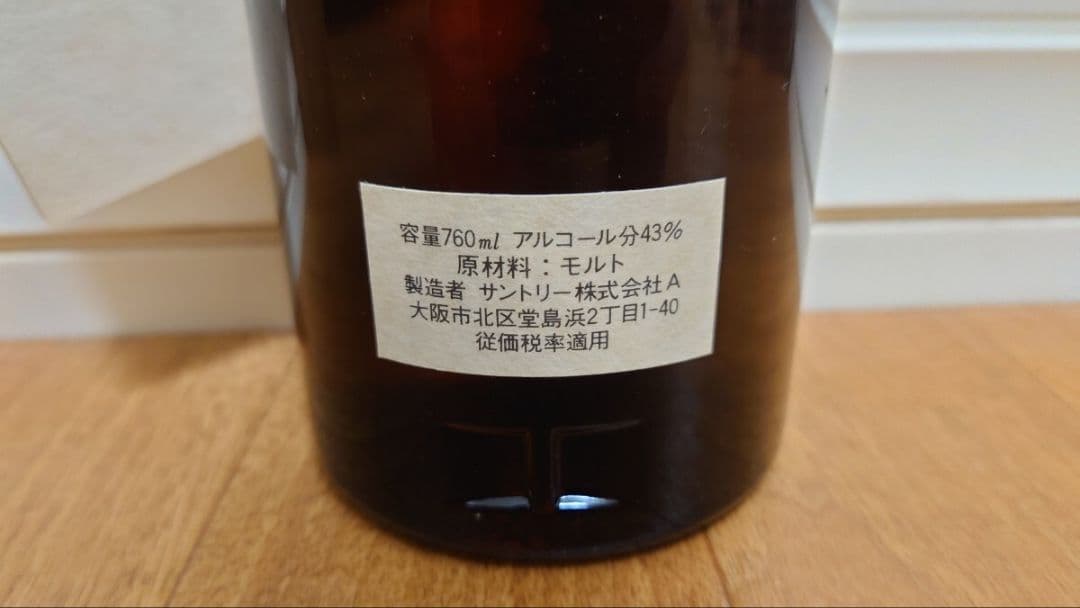 容量760ml アルコール分43%
原材料：モルト
製造者 サントリー株式会社A
大阪市北区堂島浜2丁目1-40
従価税率適用